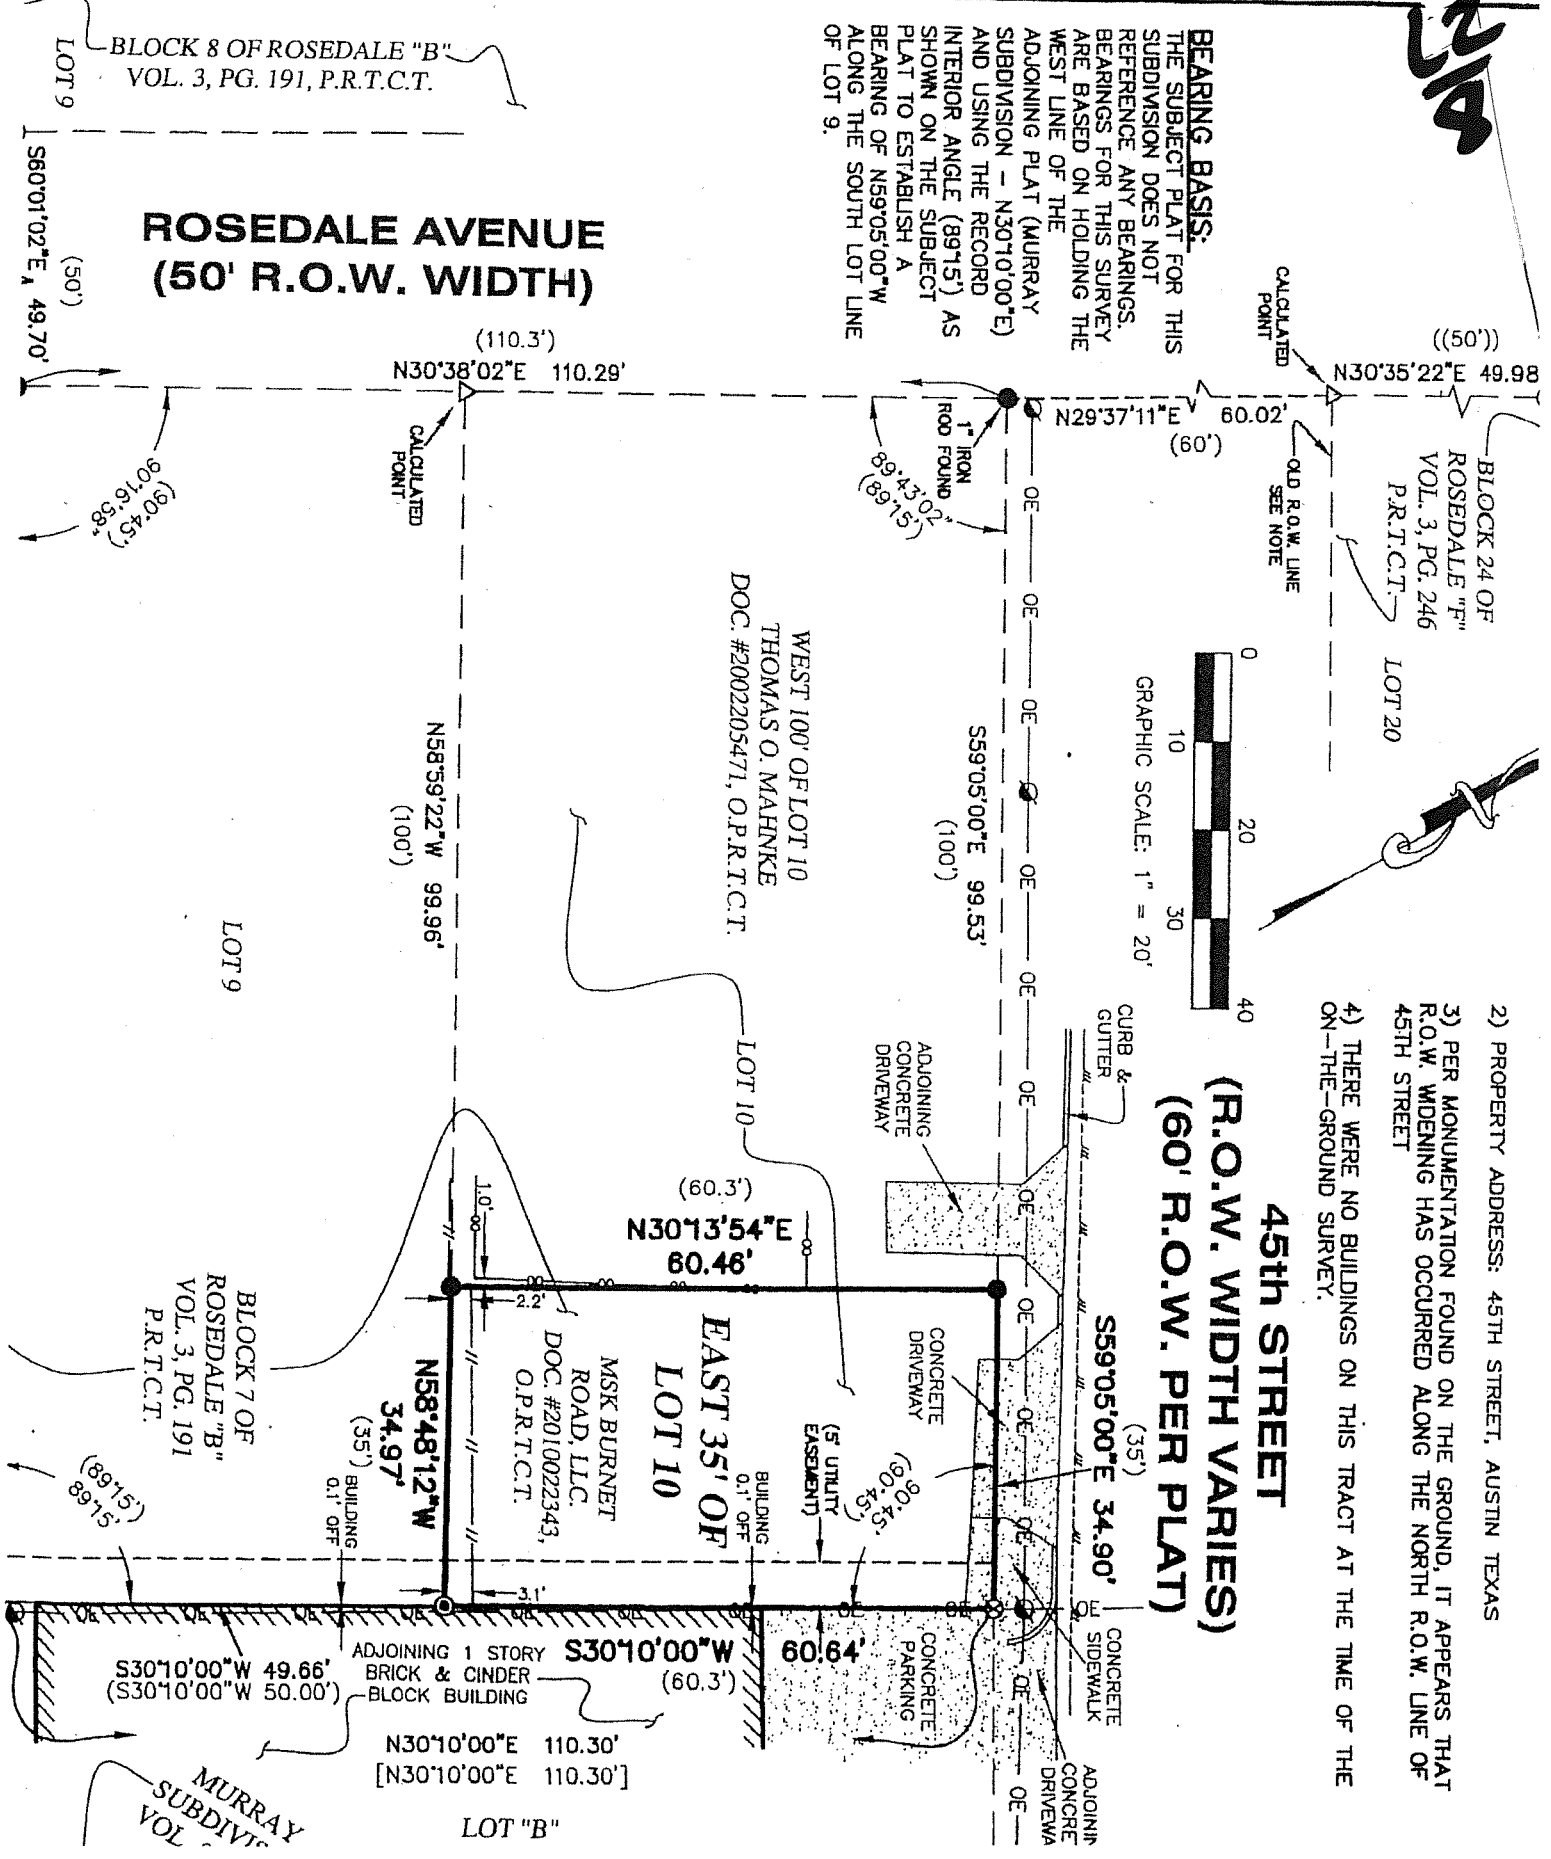 BEARING BASIS:
THE SUBJECT PLAT FOR THIS
SUBDIVISION DOES NOT
REFERENCE ANY BEARINGS.
BEARINGS FOR THIS SURVEY
ARE BASED ON HOLDING THE
WEST LINE OF THE
ADJOINING PLAT (MURRAY
SUBDIVISION – N30°10'00"E)
AND USING THE RECORD
INTERIOR ANGLE (89°15') AS
SHOWN ON THE SUBJECT
PLAT TO ESTABLISH A
BEARING OF N59°05'00"W
ALONG THE SOUTH LOT LINE
OF LOT 9.
2) PROPERTY ADDRESS: 45TH STREET, AUSTIN TEXAS
3) PER MONUMENTATION FOUND ON THE GROUND, IT APPEARS THAT
R.O.W. WIDENING HAS OCCURRED ALONG THE NORTH R.O.W. LINE OF
45TH STREET
4) THERE WERE NO BUILDINGS ON THIS TRACT AT THE TIME OF THE
ON–THE–GROUND SURVEY.
BLOCK 8 OF ROSEDALE "B"
VOL. 3, PG. 191, P.R.T.C.T.
LOT 9
S60°01'02"E, 49.70'
(50')
ROSEDALE AVENUE
(50' R.O.W. WIDTH)
(110.3')
N30°38'02"E 110.29'
CALCULATED
POINT
90°16'58"
(90°45')
1" IRON
ROD FOUND
89°43'02"
(89°15')
N29°37'11"E 60.02'
(60')
CALCULATED
POINT
((50'))
N30°35'22"E 49.98
OLD R.O.W. LINE
SEE NOTE
BLOCK 24 OF
ROSEDALE "F"
VOL. 3, PG. 246
P.R.T.C.T.
LOT 20
0 10 20 30 40
GRAPHIC SCALE: 1" = 20'
OE OE OE OE OE OE OE OE OE OE OE OE OE
S59°05'00"E 99.53'
(100')
WEST 100' OF LOT 10
THOMAS O. MAHNKE
DOC. #2002205471, O.P.R.T.C.T.
N58°59'22"W 99.96'
(100')
LOT 9
LOT 10
CURB &
GUTTER
ADJOINING
CONCRETE
DRIVEWAY
45th STREET
(R.O.W. WIDTH VARIES)
(60' R.O.W. PER PLAT)
(35')
S59°05'00"E 34.90'
(60.3')
N30°13'54"E
60.46'
1.0'
2.2'
EAST 35' OF
LOT 10
MSK BURNET
ROAD, LLC.
DOC. #2010022343,
O.P.R.T.C.T.
CONCRETE
DRIVEWAY
(5' UTILITY
EASEMENT)
90°45'
(90°45')
BUILDING
0.1' OFF
N58°48'12"W
34.97'
(35')
BUILDING
0.1' OFF
BLOCK 7 OF
ROSEDALE "B"
VOL. 3, PG. 191
P.R.T.C.T.
(89°15')
89°15'
3.1'
S30°10'00"W 60.64'
(60.3')
S30°10'00"W 49.66'
(S30°10'00"W 50.00')
ADJOINING 1 STORY
BRICK & CINDER
BLOCK BUILDING
CONCRETE
PARKING
CONCRETE
SIDEWALK
ADJOININ
CONCRE
DRIVEWA
N30°10'00"E 110.30'
[N30°10'00"E 110.30']
LOT "B"
MURRAY
SUBDIVIS
VOL.